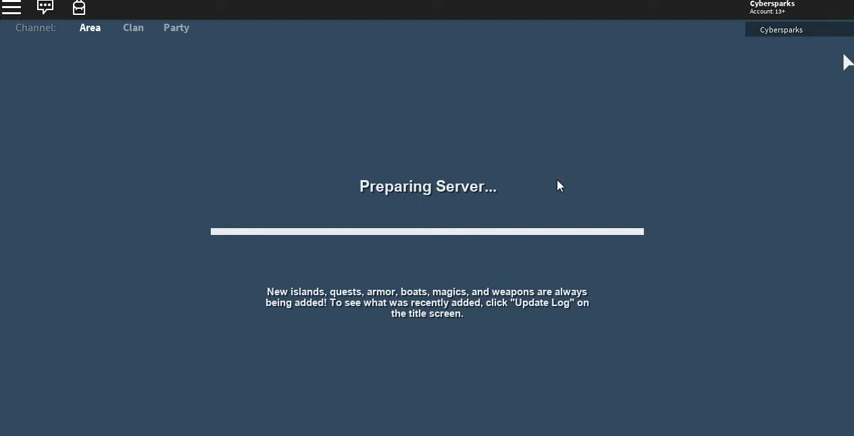 Cybersparks
Account: 13+
Channel: Area Clan Party
Cybersparks
Preparing Server...
New islands, quests, armor, boats, magics, and weapons are always
being added! To see what was recently added, click "Update Log" on
the title screen.